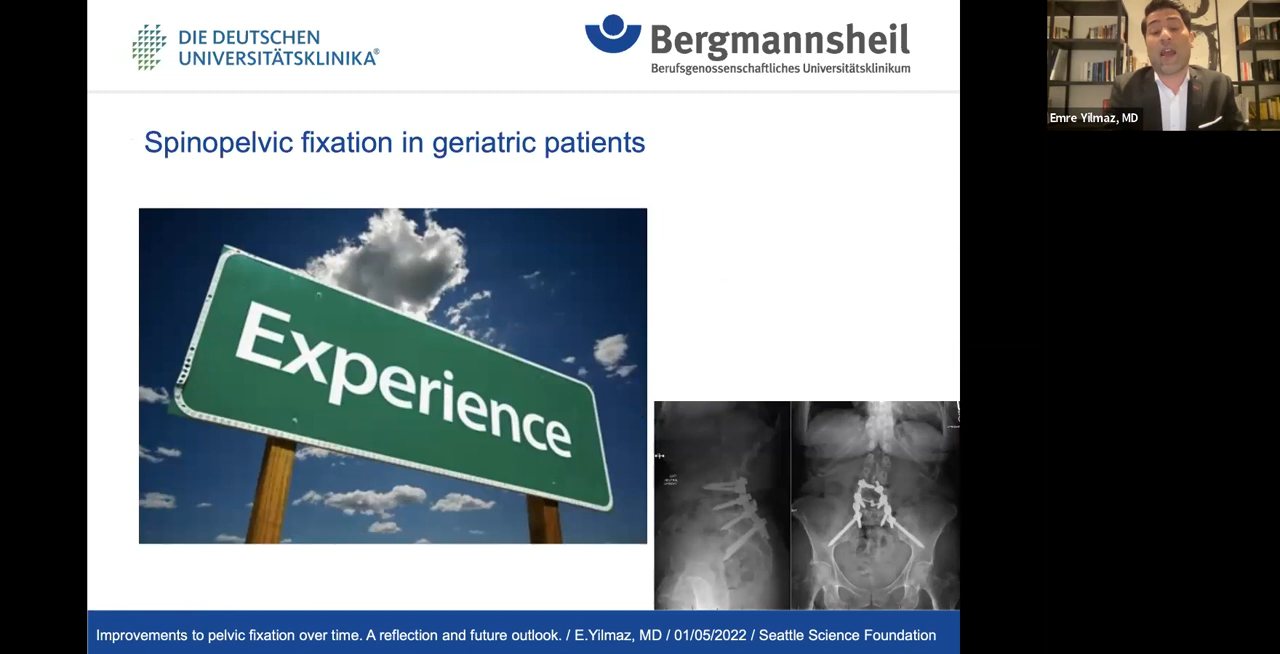 DIE DEUTSCHEN
UNIVERSITÄTSKLINIKA®
Bergmannsheil
Berufsgenossenschaftliches Universitätsklinikum
Emre Yilmaz, MD
Spinopelvic fixation in geriatric patients
Experience
Improvements to pelvic fixation over time. A reflection and future outlook. / E.Yilmaz, MD / 01/05/2022 / Seattle Science Foundation